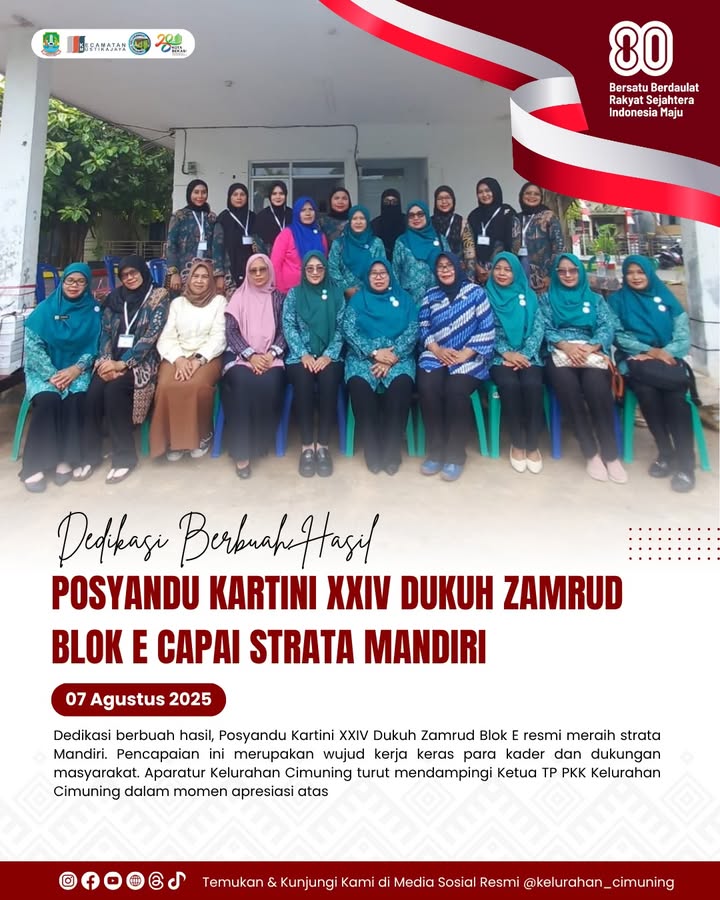 KECAMATAN
MUSTIKAJAYA
28
KOTA
BEKASI
80
Bersatu Berdaulat
Rakyat Sejahtera
Indonesia Maju
Dedikasi Berbuah Hasil
POSYANDU KARTINI XXIV DUKUH ZAMRUD
BLOK E CAPAI STRATA MANDIRI
07 Agustus 2025
Dedikasi berbuah hasil, Posyandu Kartini XXIV Dukuh Zamrud Blok E resmi meraih strata
Mandiri. Pencapaian ini merupakan wujud kerja keras para kader dan dukungan
masyarakat. Aparatur Kelurahan Cimuning turut mendampingi Ketua TP PKK Kelurahan
Cimuning dalam momen apresiasi atas
Temukan & Kunjungi Kami di Media Sosial Resmi @kelurahan_cimuning